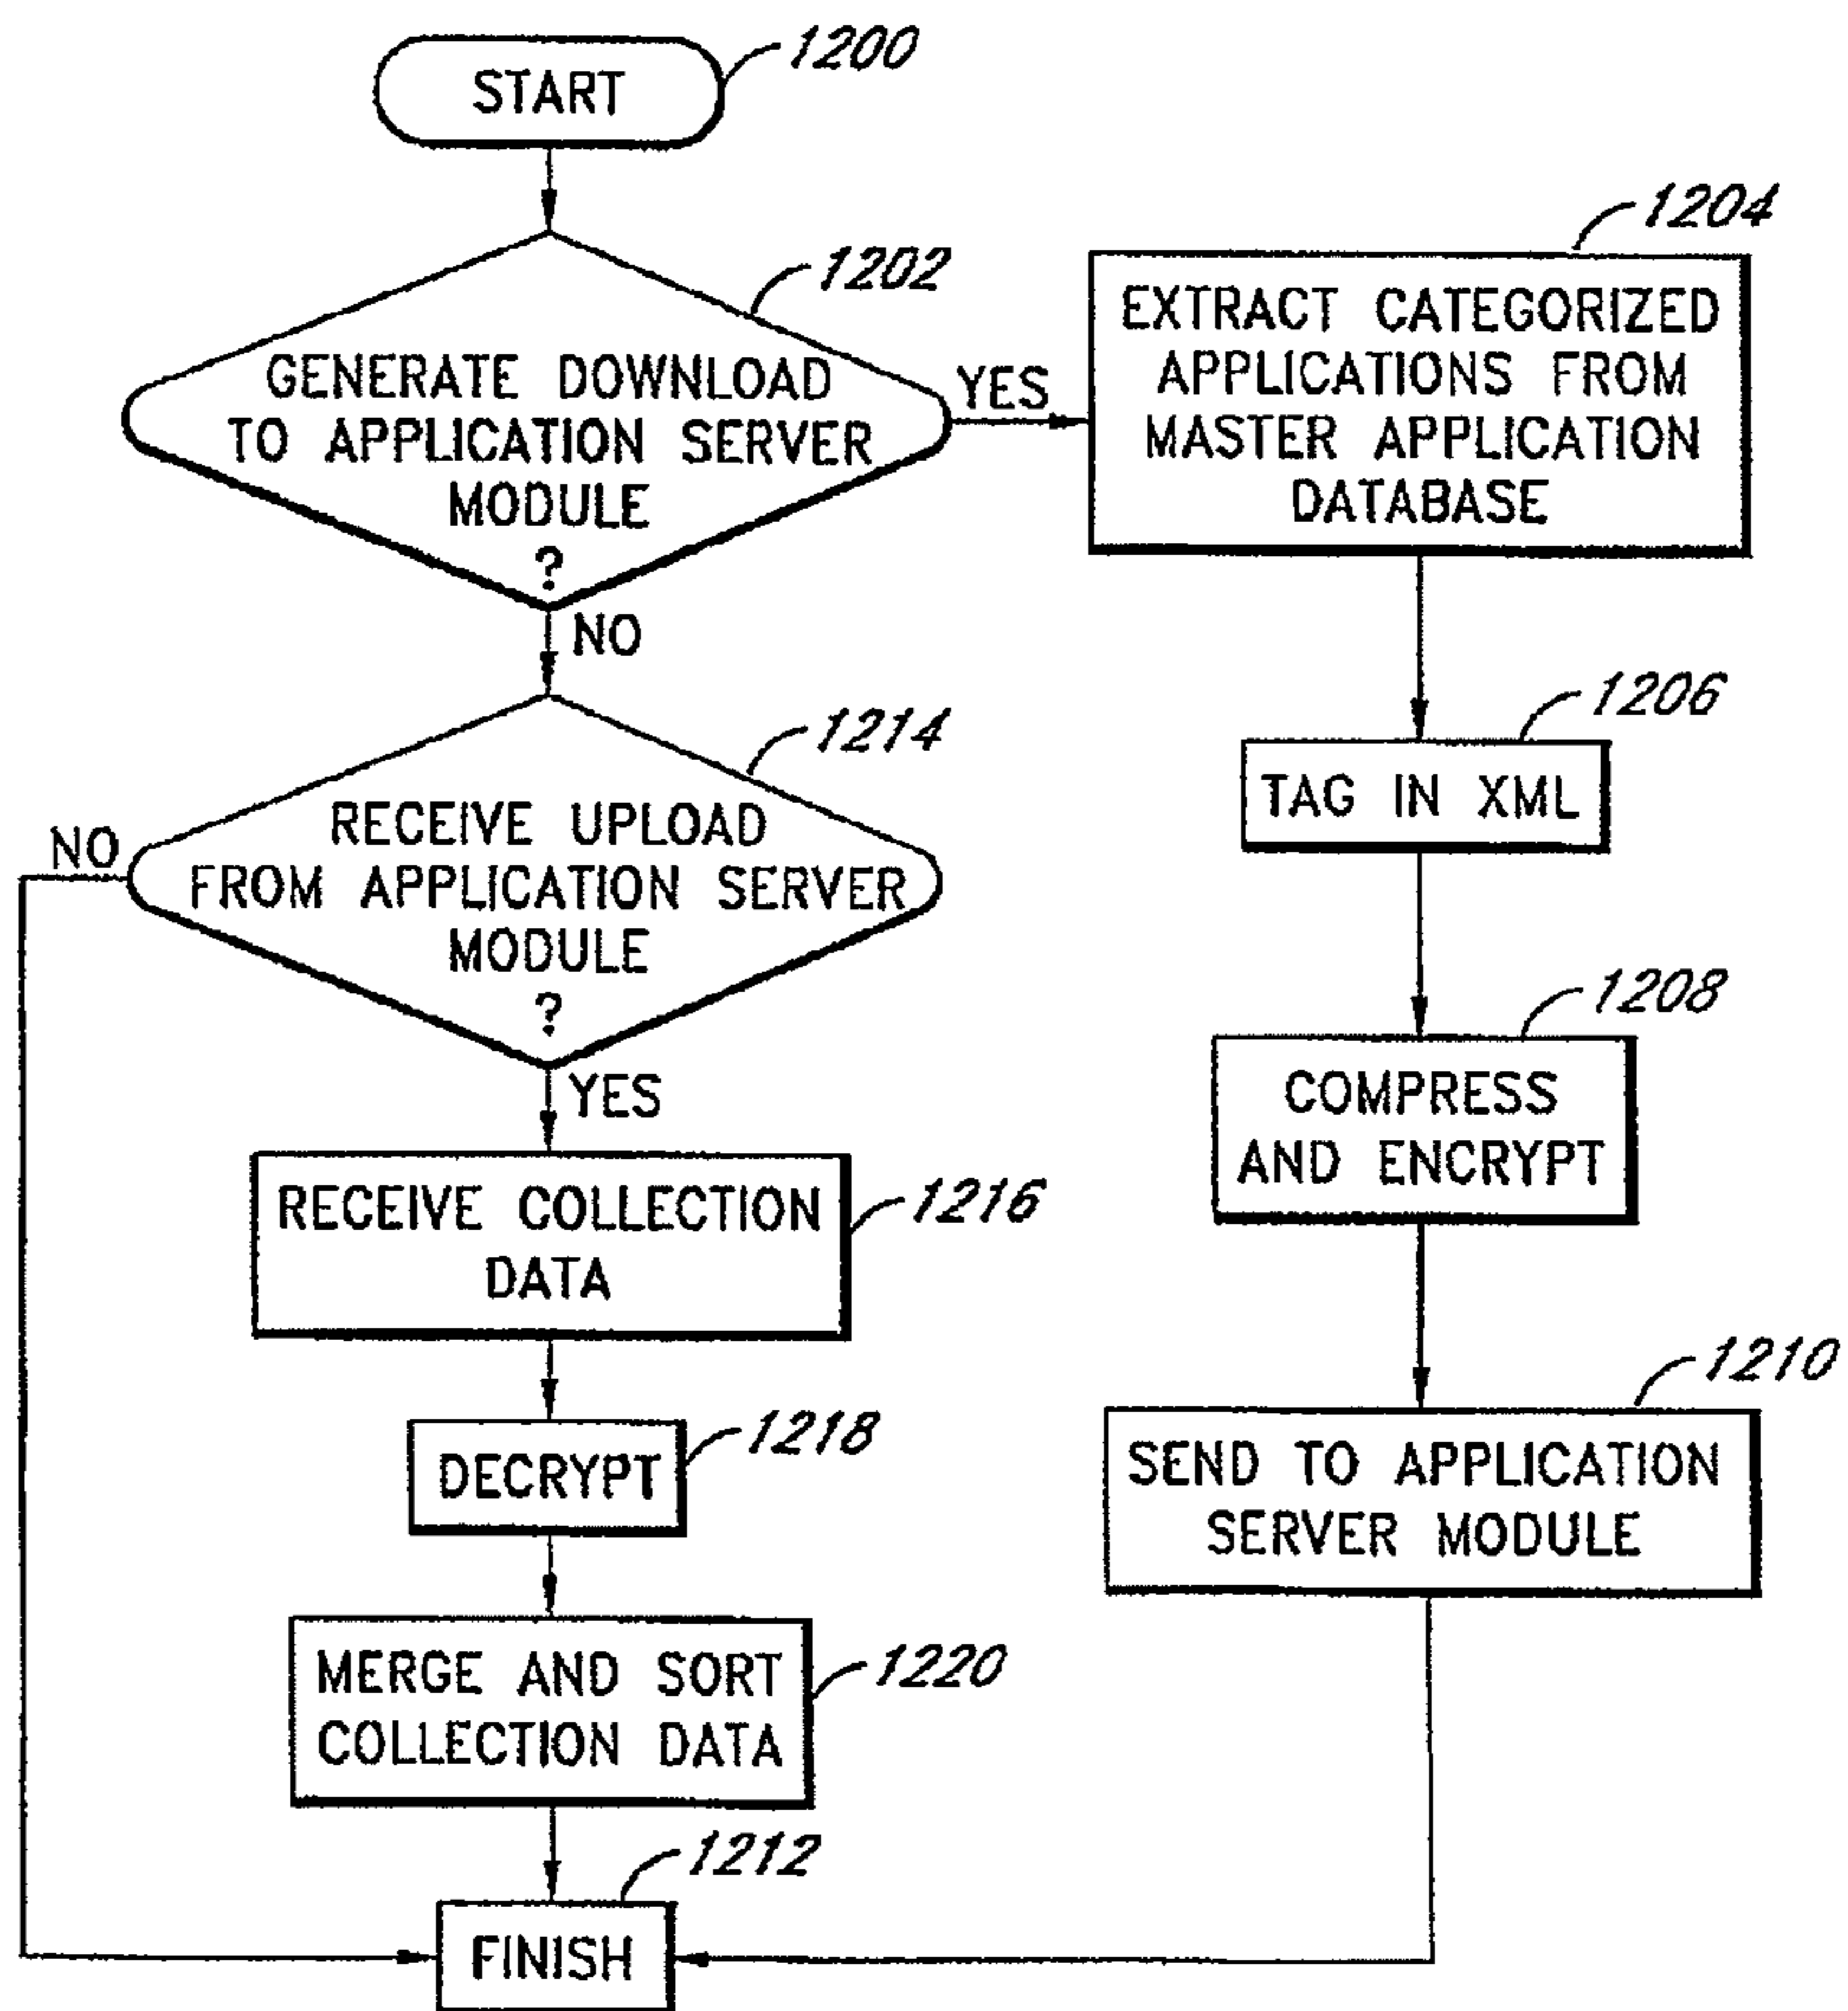 START
1200
GENERATE DOWNLOAD
TO APPLICATION SERVER
MODULE
?
1202
YES
NO
EXTRACT CATEGORIZED
APPLICATIONS FROM
MASTER APPLICATION
DATABASE
1204
TAG IN XML
1206
COMPRESS
AND ENCRYPT
1208
SEND TO APPLICATION
SERVER MODULE
1210
RECEIVE UPLOAD
FROM APPLICATION SERVER
MODULE
?
1214
NO
YES
RECEIVE COLLECTION
DATA
1216
DECRYPT
1218
MERGE AND SORT
COLLECTION DATA
1220
FINISH
1212